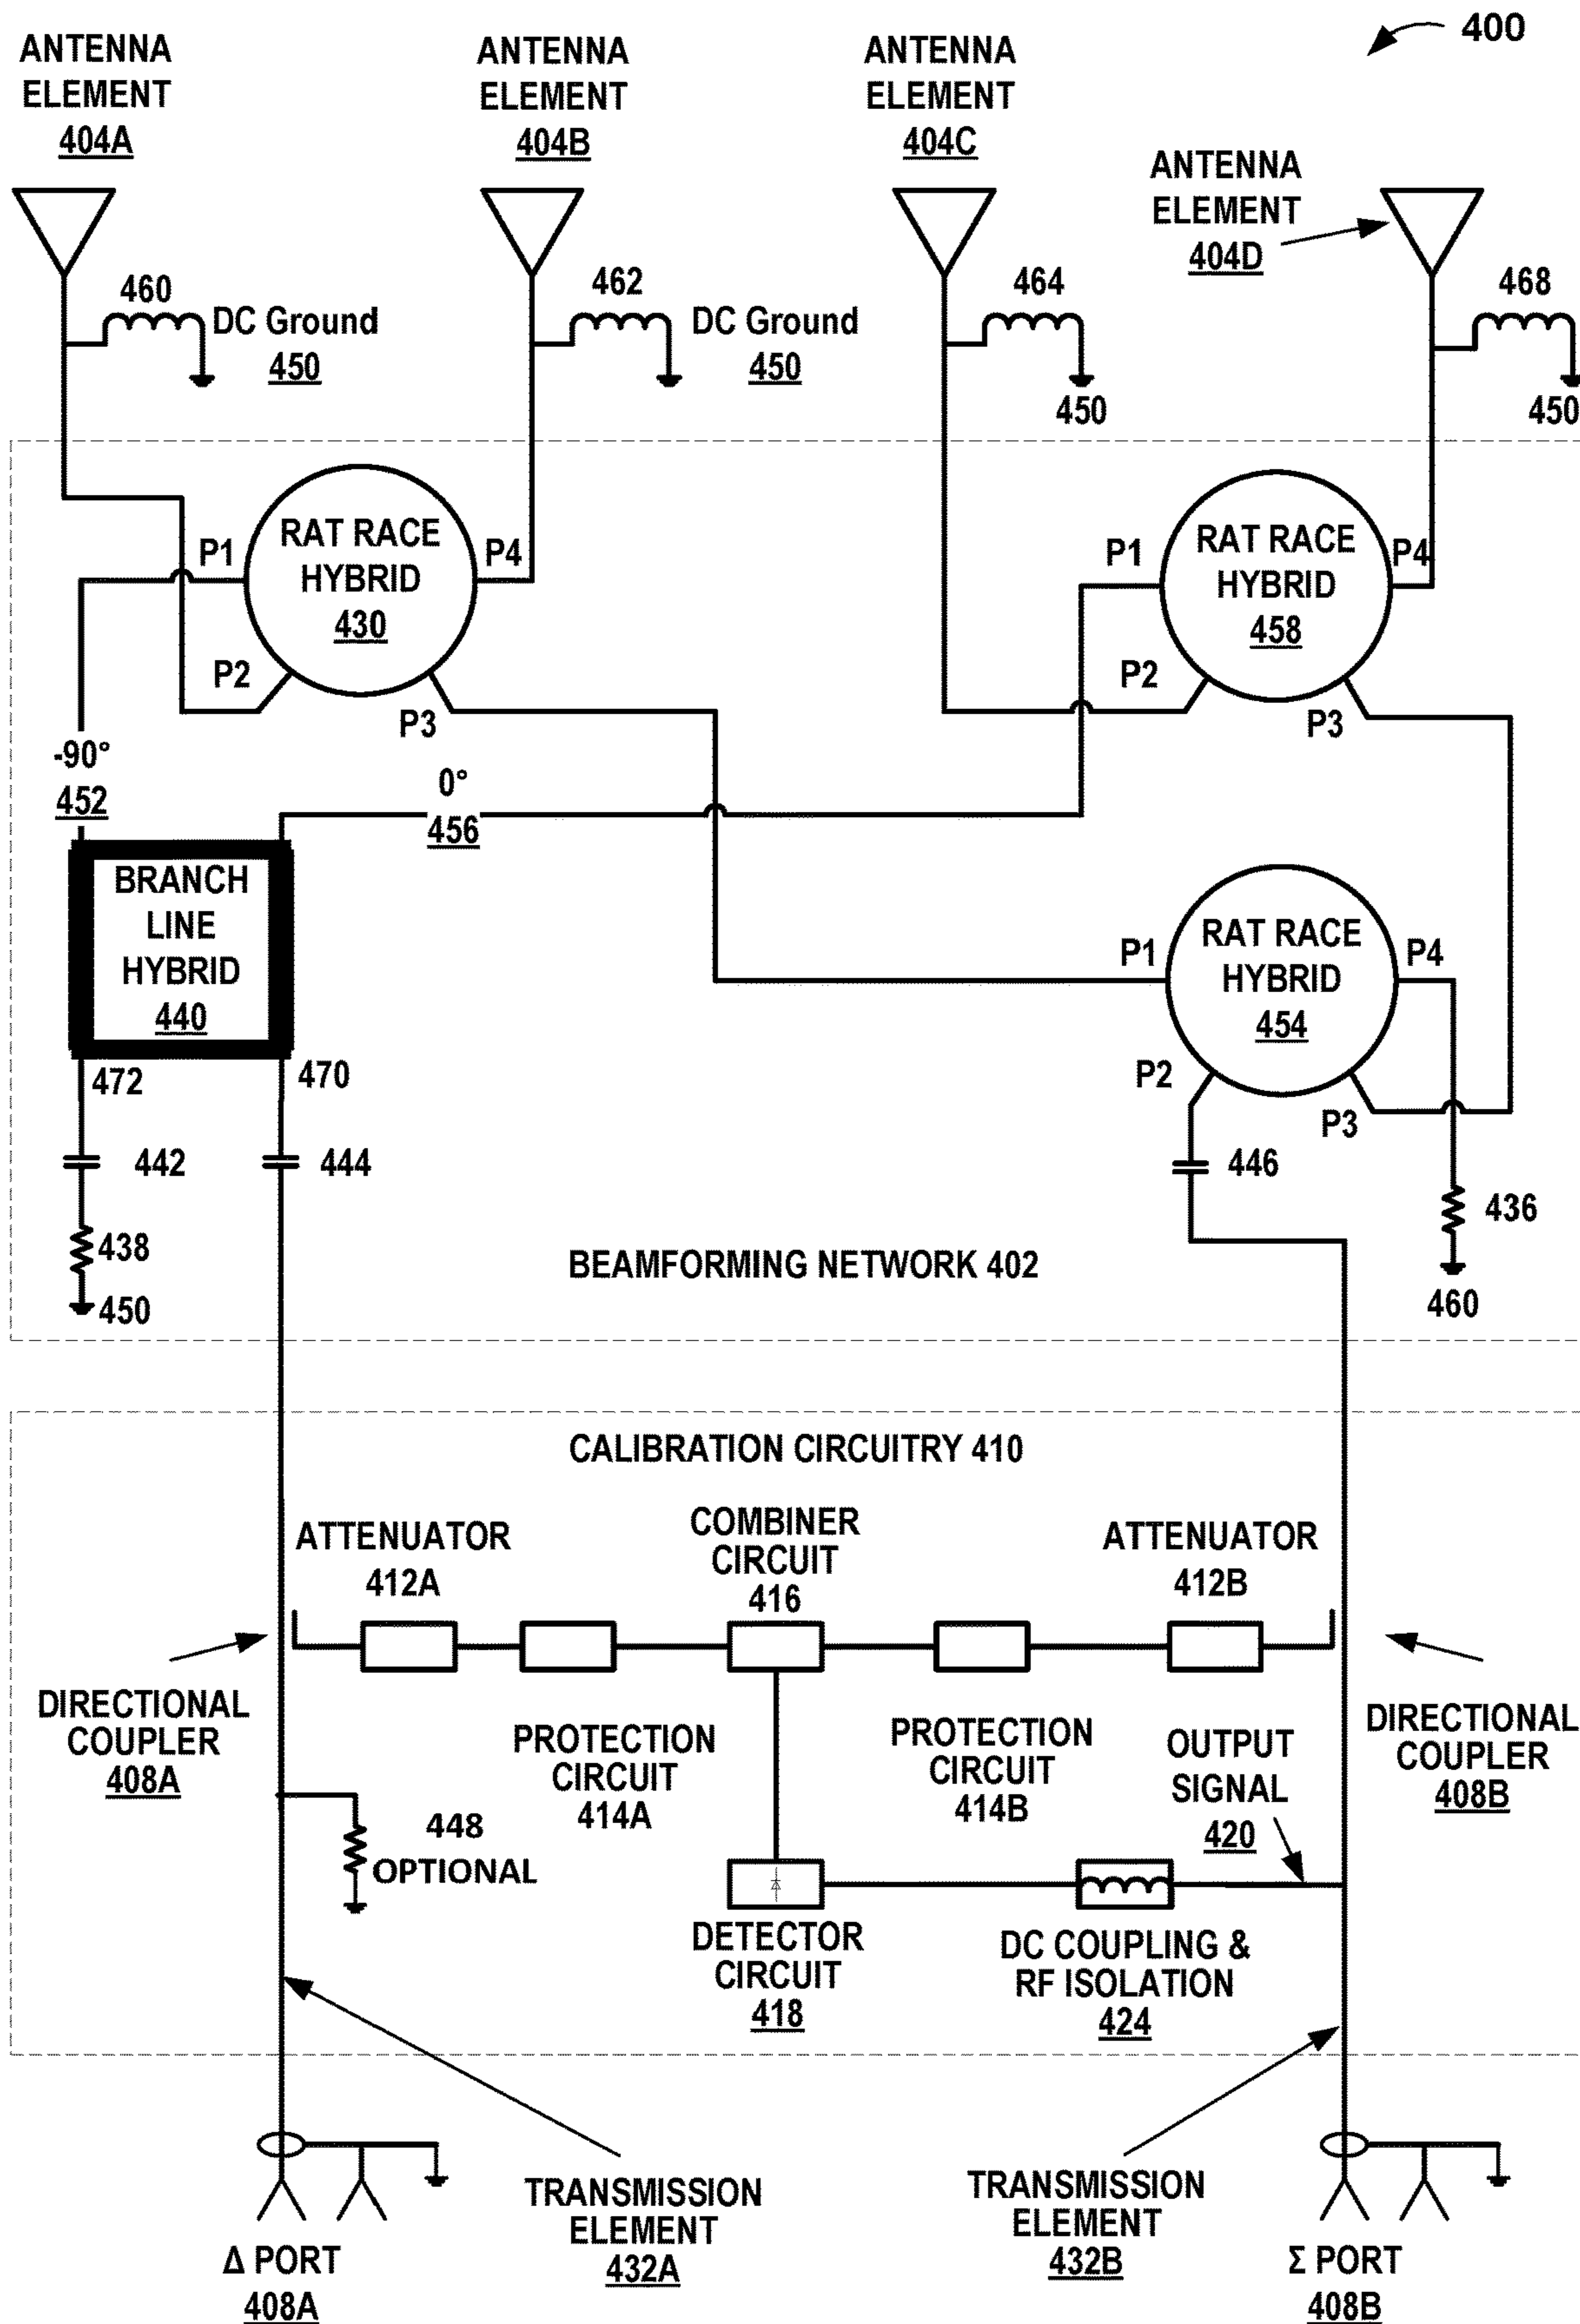 400
ANTENNA
ELEMENT
404A
ANTENNA
ELEMENT
404B
ANTENNA
ELEMENT
404C
ANTENNA
ELEMENT
404D
460
DC Ground
450
462
DC Ground
450
464
450
468
450
RAT RACE
HYBRID
430
P1
P4
P2
P3
RAT RACE
HYBRID
458
P1
P4
P2
P3
-90°
452
0°
456
BRANCH
LINE
HYBRID
440
RAT RACE
HYBRID
454
P1
P4
P2
P3
472
470
442
444
446
436
438
450
460
BEAMFORMING NETWORK 402
CALIBRATION CIRCUITRY 410
ATTENUATOR
412A
COMBINER
CIRCUIT
416
ATTENUATOR
412B
DIRECTIONAL
COUPLER
408A
PROTECTION
CIRCUIT
414A
PROTECTION
CIRCUIT
414B
OUTPUT
SIGNAL
420
DIRECTIONAL
COUPLER
408B
448
OPTIONAL
DETECTOR
CIRCUIT
418
DC COUPLING &
RF ISOLATION
424
TRANSMISSION
ELEMENT
432A
TRANSMISSION
ELEMENT
432B
Δ PORT
408A
Σ PORT
408B